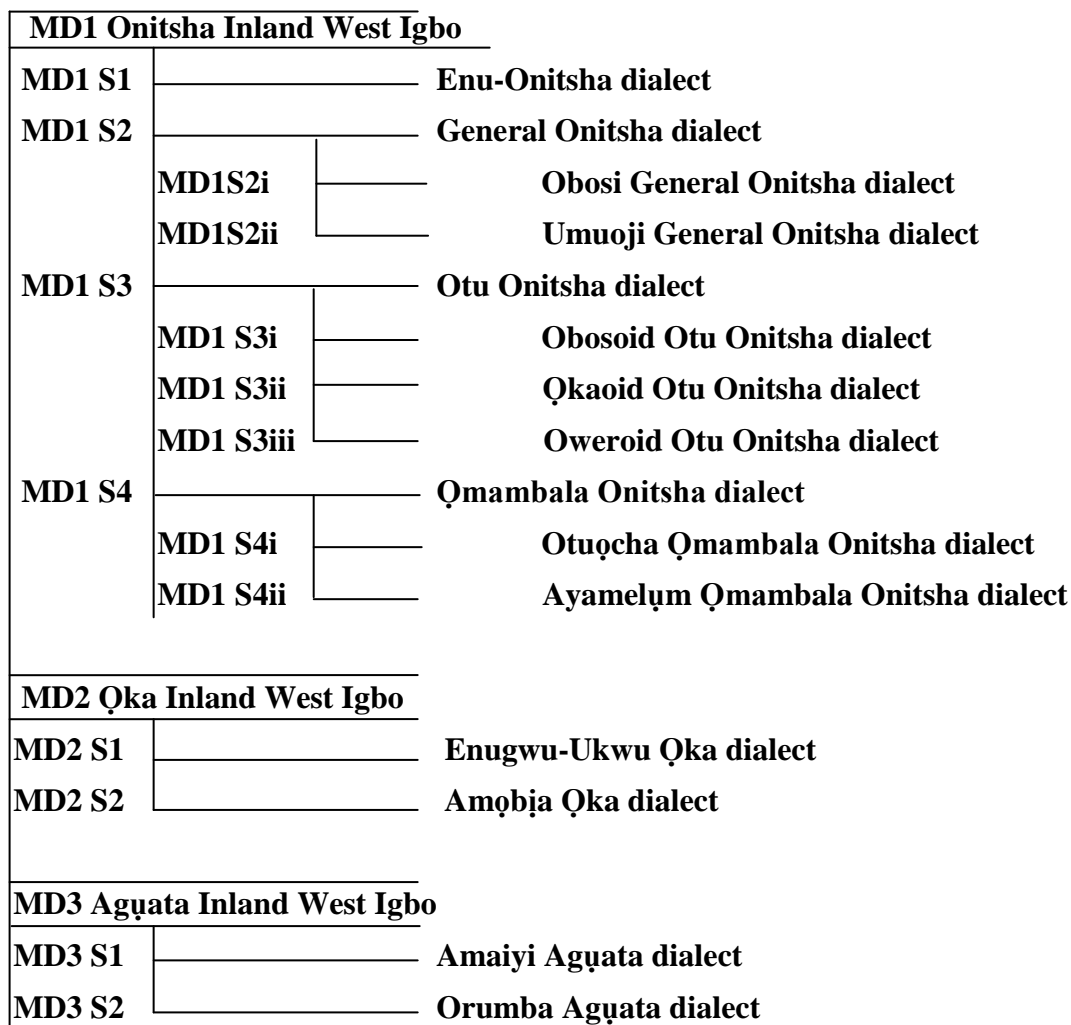 MD1 Onitsha Inland West Igbo
MD1 S1 Enu-Onitsha dialect
MD1 S2 General Onitsha dialect
MD1S2i Obosi General Onitsha dialect
MD1S2ii Umuoji General Onitsha dialect
MD1 S3 Otu Onitsha dialect
MD1 S3i Obosoid Otu Onitsha dialect
MD1 S3ii Ọkaoid Otu Onitsha dialect
MD1 S3iii Oweroid Otu Onitsha dialect
MD1 S4 Ọmambala Onitsha dialect
MD1 S4i Otuọcha Ọmambala Onitsha dialect
MD1 S4ii Ayamelụm Ọmambala Onitsha dialect
MD2 Ọka Inland West Igbo
MD2 S1 Enugwu-Ukwu Ọka dialect
MD2 S2 Amọbịa Ọka dialect
MD3 Agụata Inland West Igbo
MD3 S1 Amaiyi Agụata dialect
MD3 S2 Orumba Agụata dialect